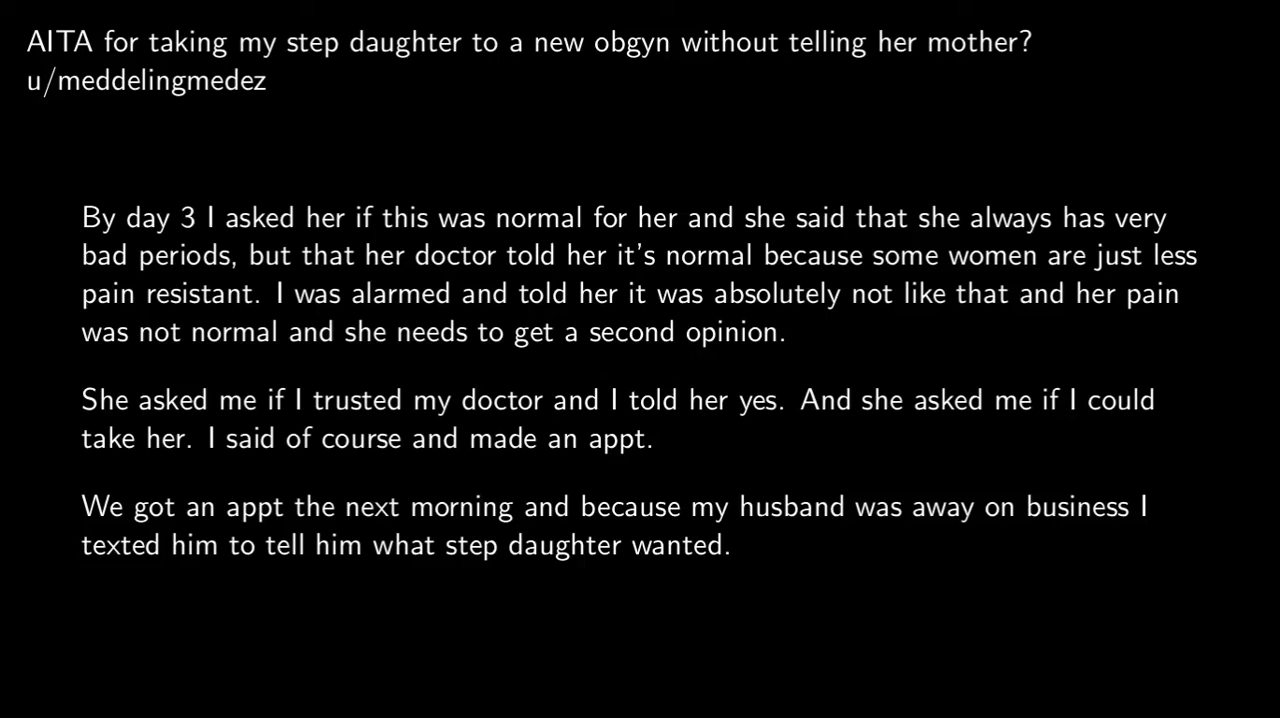 AITA for taking my step daughter to a new obgyn without telling her mother?
u/meddelingmedez
By day 3 I asked her if this was normal for her and she said that she always has very
bad periods, but that her doctor told her it's normal because some women are just less
pain resistant. I was alarmed and told her it was absolutely not like that and her pain
was not normal and she needs to get a second opinion.
She asked me if I trusted my doctor and I told her yes. And she asked me if I could
take her. I said of course and made an appt.
We got an appt the next morning and because my husband was away on business I
texted him to tell him what step daughter wanted.